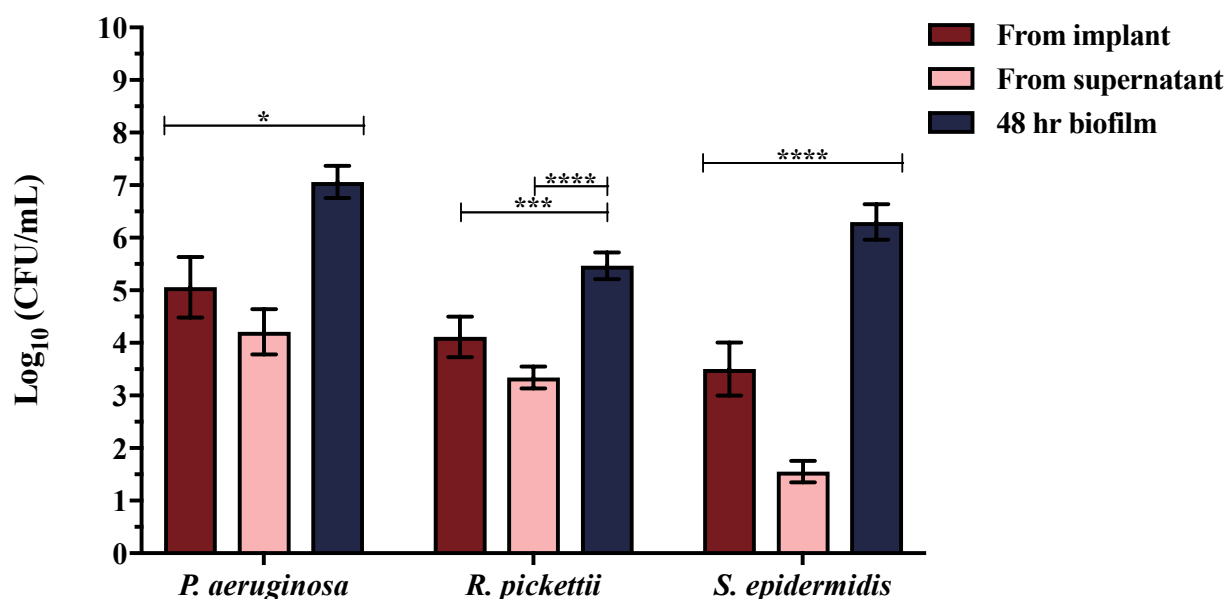 From implant
From supernatant
48 hr biofilm
Log10 (CFU/mL)
10
9
8
7
6
5
4
3
2
1
0
*
***
****
****
P. aeruginosa
R. pickettii
S. epidermidis